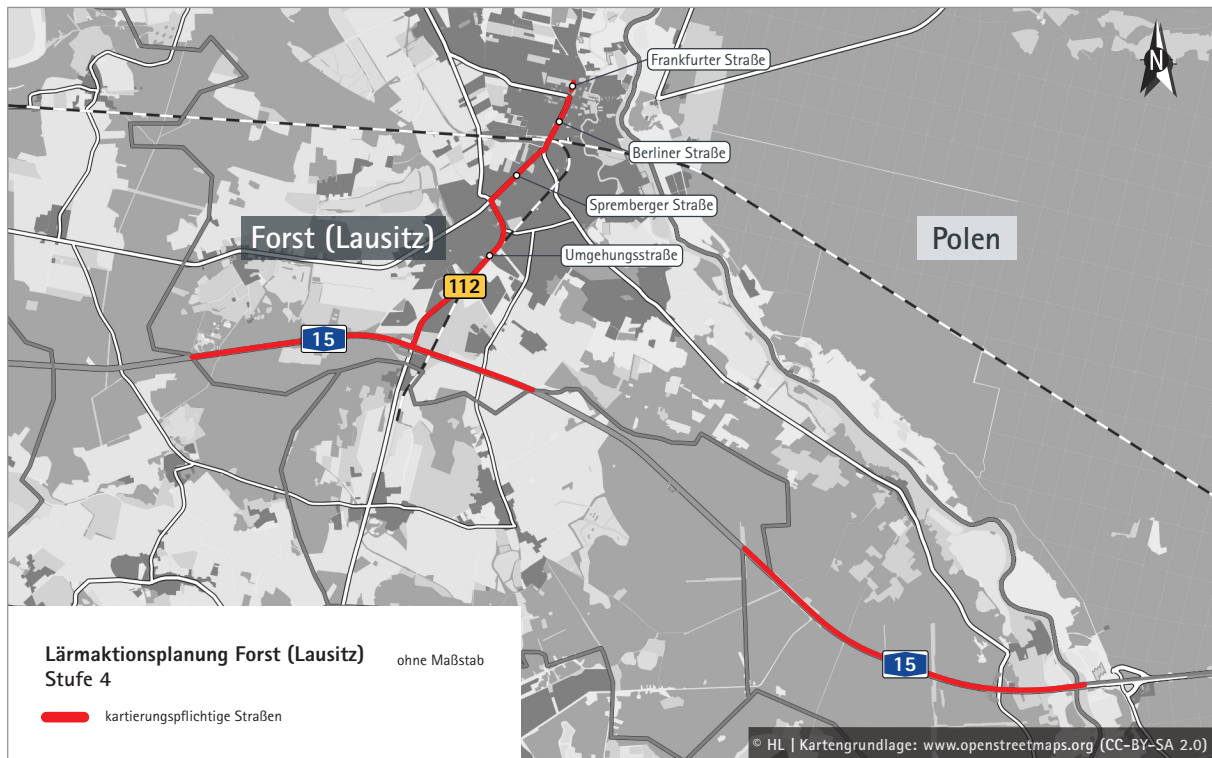 Frankfurter Straße
N
Berliner Straße
Spremberger Straße
Forst (Lausitz)
Polen
Umgehungsstraße
112
15
15
Lärmaktionsplanung Forst (Lausitz)
ohne Maßstab
Stufe 4
kartierungspflichtige Straßen
© HL | Kartengrundlage: www.openstreetmaps.org (CC-BY-SA 2.0)